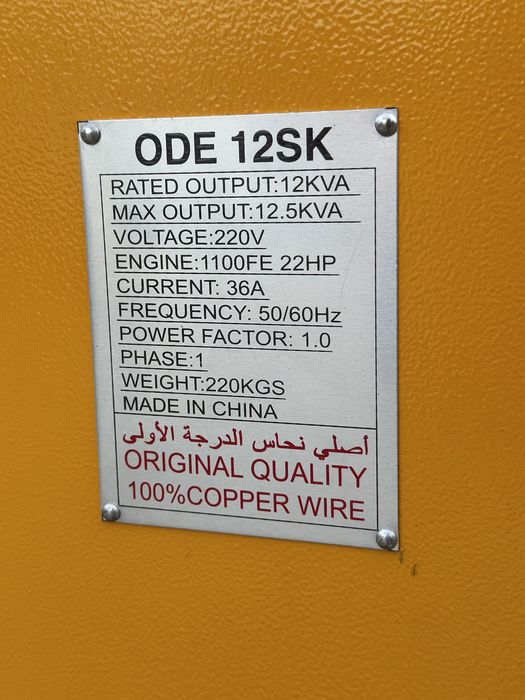 ODE 12SK
RATED OUTPUT:12KVA
MAX OUTPUT:12.5KVA
VOLTAGE:220V
ENGINE:1100FE 22HP
CURRENT: 36A
FREQUENCY: 50/60Hz
POWER FACTOR: 1.0
PHASE:1
WEIGHT:220KGS
MADE IN CHINA
أصلي نحاس الدرجة الأولى
ORIGINAL QUALITY
100%COPPER WIRE